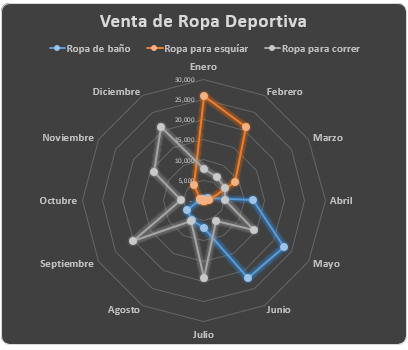 Venta de Ropa Deportiva
Ropa de baño Ropa para esquíar Ropa para correr
Enero
30,000
Diciembre Febrero
25,000
20,000
Noviembre 15,000 Marzo
10,000
5,000
Octubre Abril
Septiembre Mayo
Agosto Junio
Julio